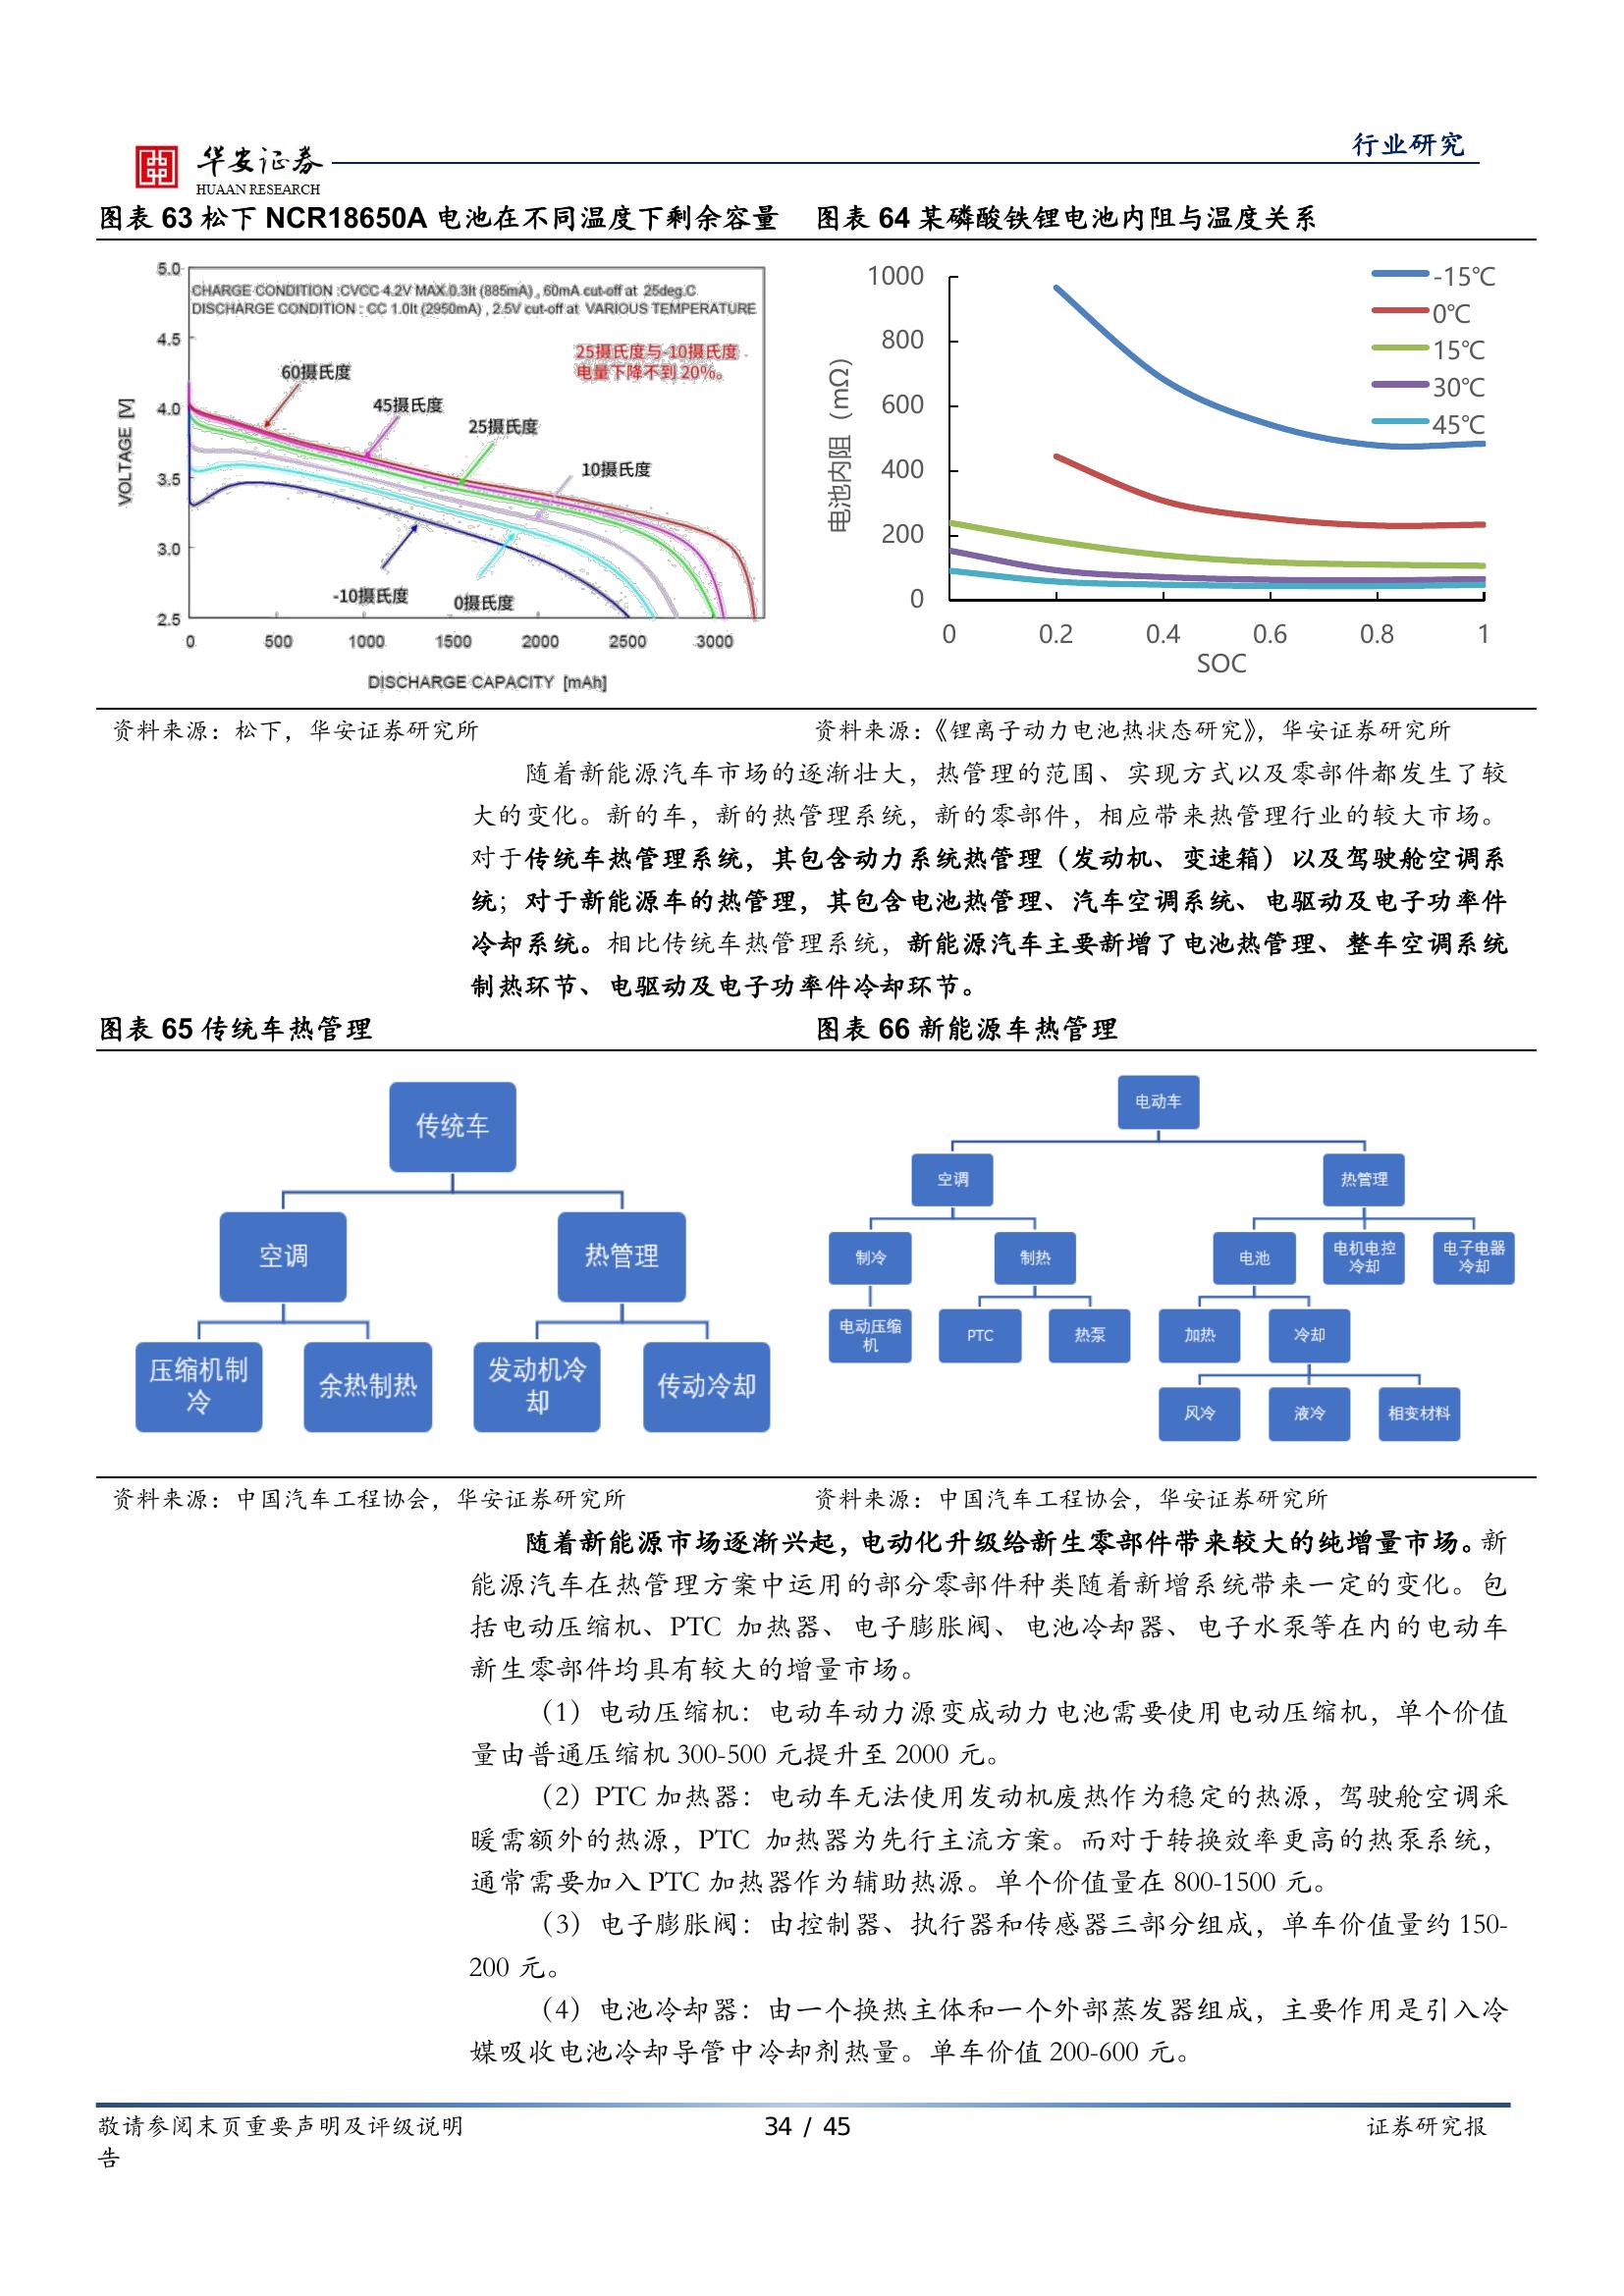 行业研究
华安证券
HUAAN RESEARCH
图表 63 松下 NCR18650A 电池在不同温度下剩余容量
5.0
CHARGE CONDITION :CVCC 4.2V MAX.0.3It (885mA) , 60mA cut-off at 25deg.C
DISCHARGE CONDITION : CC 1.0It (2950mA) , 2.5V cut-off at VARIOUS TEMPERATURE
4.5
25摄氏度与-10摄氏度
电量下降不到 20%。
60摄氏度
4.0
45摄氏度
25摄氏度
VOLTAGE [V]
3.5
10摄氏度
3.0
-10摄氏度
0摄氏度
2.5
0 500 1000 1500 2000 2500 3000
DISCHARGE CAPACITY [mAh]
资料来源：松下，华安证券研究所
图表 64 某磷酸铁锂电池内阻与温度关系
1000
800
600
400
200
0
电池内阻（mΩ）
-15℃
0℃
15℃
30℃
45℃
0 0.2 0.4 0.6 0.8 1
SOC
资料来源：《锂离子动力电池热状态研究》，华安证券研究所
随着新能源汽车市场的逐渐壮大，热管理的范围、实现方式以及零部件都发生了较
大的变化。新的车，新的热管理系统，新的零部件，相应带来热管理行业的较大市场。
对于传统车热管理系统，其包含动力系统热管理（发动机、变速箱）以及驾驶舱空调系
统；对于新能源车的热管理，其包含电池热管理、汽车空调系统、电驱动及电子功率件
冷却系统。相比传统车热管理系统，新能源汽车主要新增了电池热管理、整车空调系统
制热环节、电驱动及电子功率件冷却环节。
图表 65 传统车热管理
传统车
空调
热管理
压缩机制
冷
余热制热
发动机冷
却
传动冷却
资料来源：中国汽车工程协会，华安证券研究所
图表 66 新能源车热管理
电动车
空调
热管理
制冷
制热
电池
电机电控
冷却
电子电器
冷却
电动压缩
机
PTC
热泵
加热
冷却
风冷
液冷
相变材料
资料来源：中国汽车工程协会，华安证券研究所
随着新能源市场逐渐兴起，电动化升级给新生零部件带来较大的纯增量市场。新
能源汽车在热管理方案中运用的部分零部件种类随着新增系统带来一定的变化。包
括电动压缩机、PTC 加热器、电子膨胀阀、电池冷却器、电子水泵等在内的电动车
新生零部件均具有较大的增量市场。
（1）电动压缩机：电动车动力源变成动力电池需要使用电动压缩机，单个价值
量由普通压缩机 300-500 元提升至 2000 元。
（2）PTC 加热器：电动车无法使用发动机废热作为稳定的热源，驾驶舱空调采
暖需额外的热源，PTC 加热器为先行主流方案。而对于转换效率更高的热泵系统，
通常需要加入 PTC 加热器作为辅助热源。单个价值量在 800-1500 元。
（3）电子膨胀阀：由控制器、执行器和传感器三部分组成，单车价值量约 150-
200 元。
（4）电池冷却器：由一个换热主体和一个外部蒸发器组成，主要作用是引入冷
媒吸收电池冷却导管中冷却剂热量。单车价值 200-600 元。
敬请参阅末页重要声明及评级说明 34 / 45 证券研究报
告